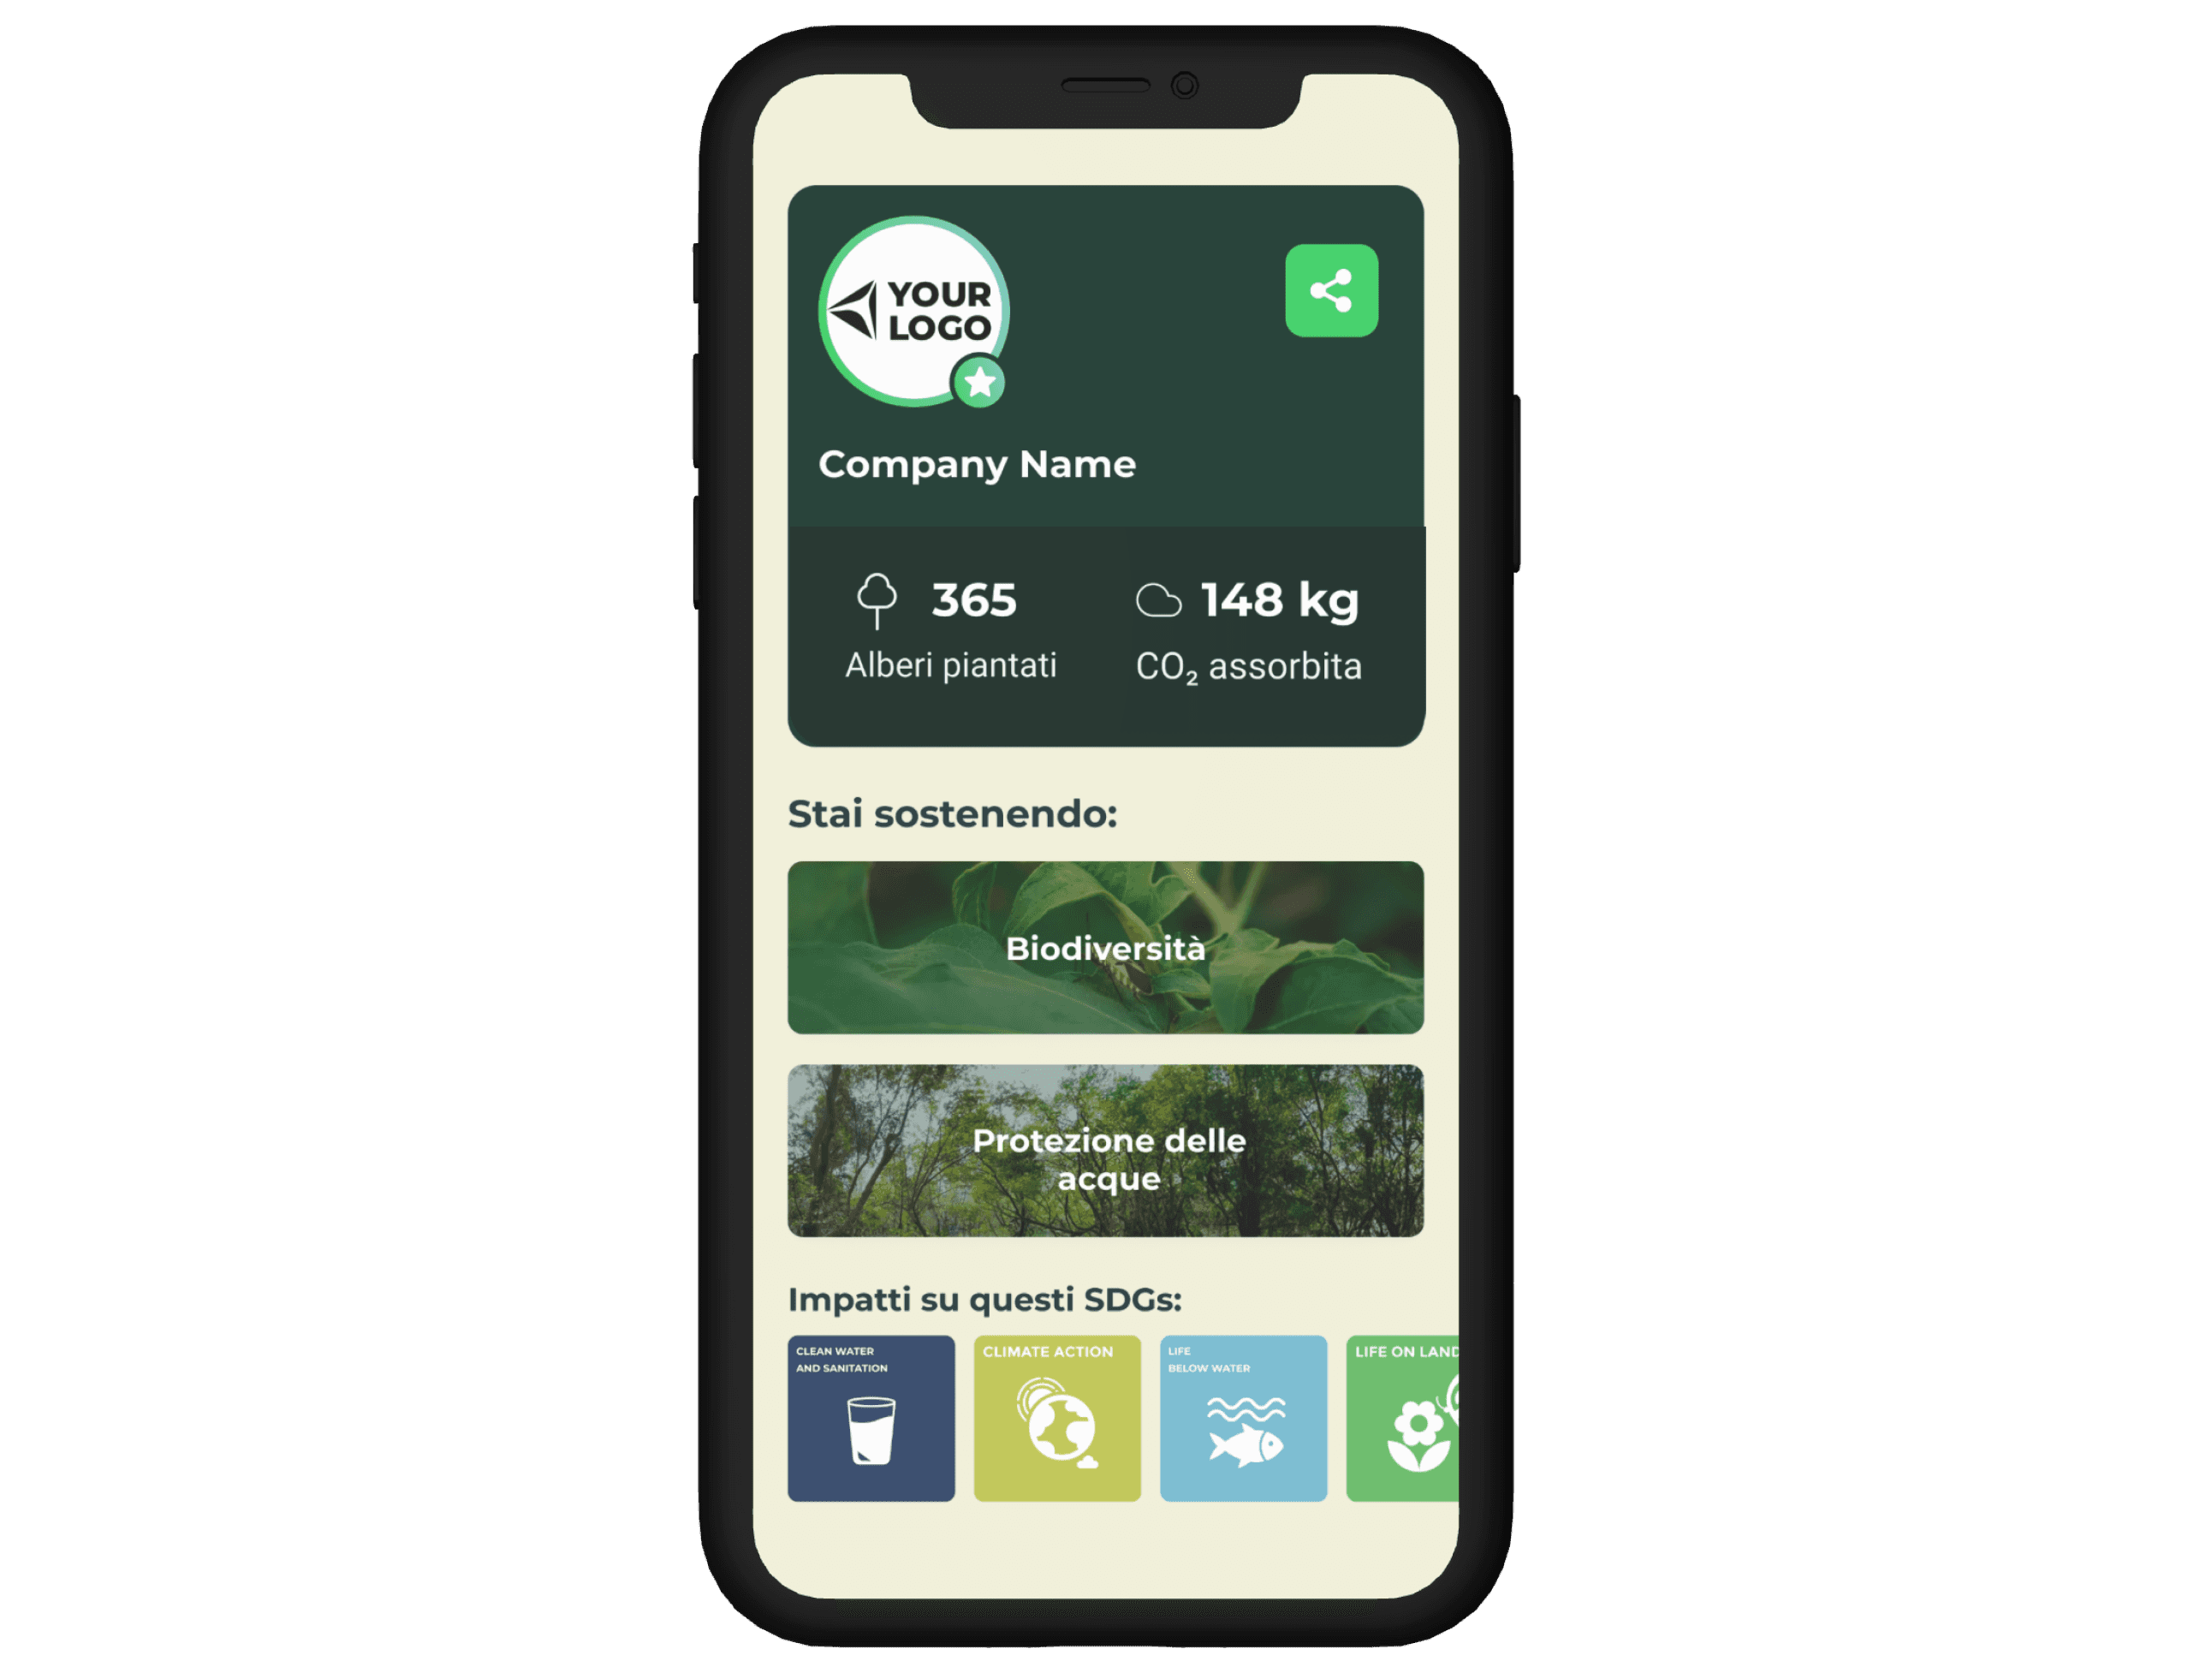 YOUR
LOGO
Company Name
365
148 kg
Alberi piantati
CO₂ assorbita
Stai sostenendo:
Biodiversità
Protezione delle
acque
Impatti su questi SDGs:
CLEAN WATER
AND SANITATION
CLIMATE ACTION
LIFE
BELOW WATER
LIFE ON LAND